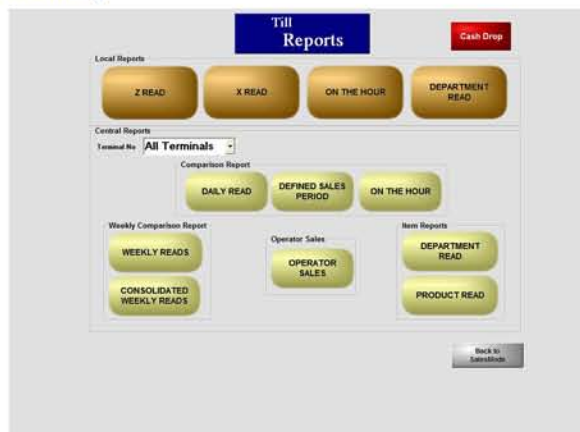 Till
Reports
Cash Drop
Local Reports
Z READ
X READ
ON THE HOUR
DEPARTMENT
READ
Central Reports
Terminal No
All Terminals
Comparison Report
DAILY READ
DEFINED SALES
PERIOD
ON THE HOUR
Weekly Comparison Report
WEEKLY READS
CONSOLIDATED
WEEKLY READS
Operator Sales
OPERATOR
SALES
Item Reports
DEPARTMENT
READ
PRODUCT READ
Back to
SalesMode